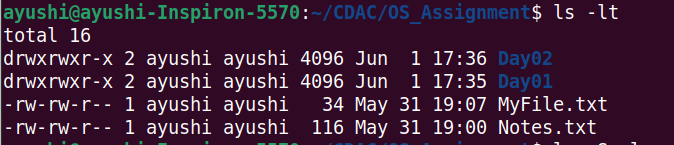 ayushi@ayushi-Inspiron-5570:~/CDAC/OS_Assignment$ ls -lt
total 16
drwxrwxr-x 2 ayushi ayushi 4096 Jun  1 17:36 Day02
drwxrwxr-x 2 ayushi ayushi 4096 Jun  1 17:35 Day01
-rw-rw-r-- 1 ayushi ayushi   34 May 31 19:07 MyFile.txt
-rw-rw-r-- 1 ayushi ayushi  116 May 31 19:00 Notes.txt